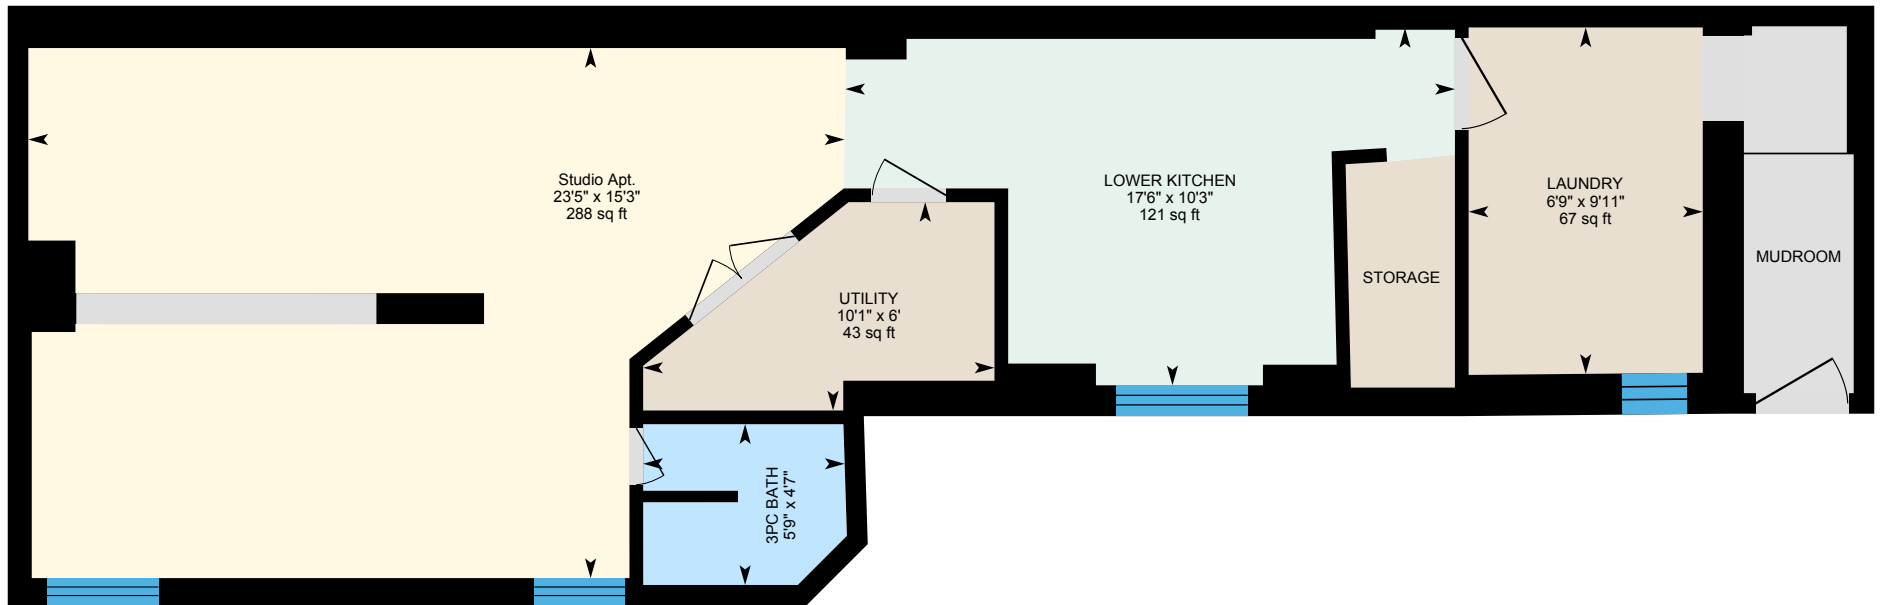 Studio Apt.
23'5" x 15'3"
288 sq ft
LOWER KITCHEN
17'6" x 10'3"
121 sq ft
LAUNDRY
6'9" x 9'11"
67 sq ft
MUDROOM
STORAGE
UTILITY
10'1" x 6'
43 sq ft
3PC BATH
5'9" x 4'7"